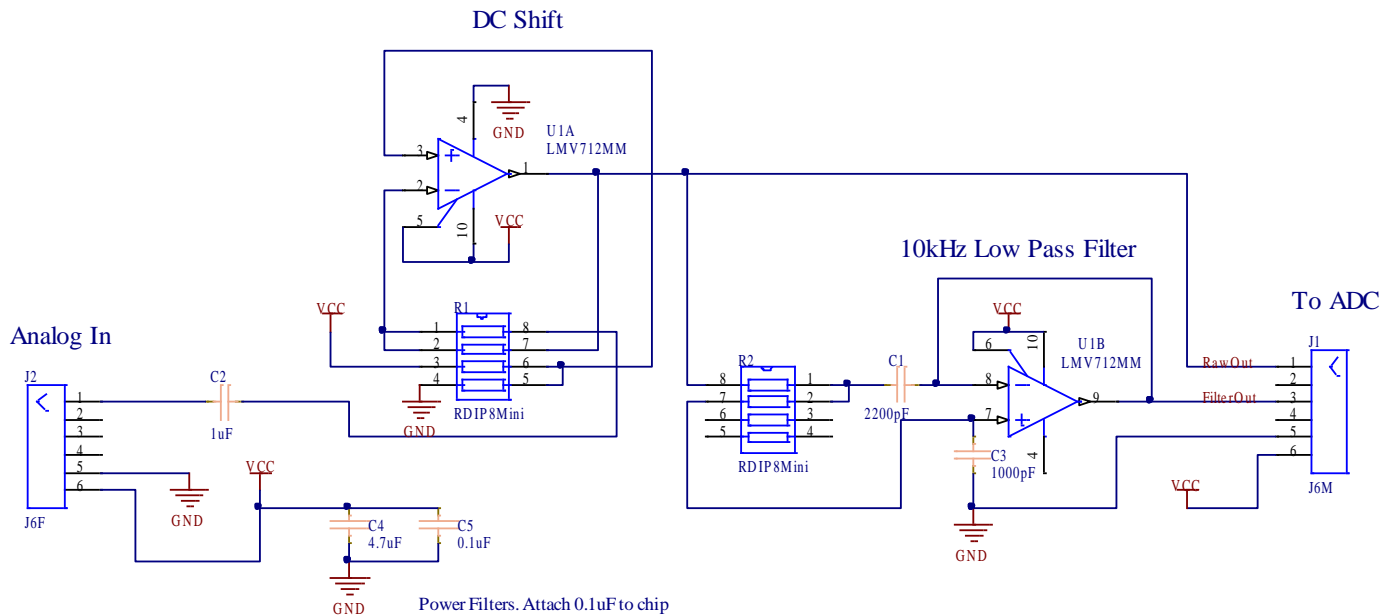 DC Shift
4
GND
U1A
LMV712MM
3
1
2
5
10
VCC
10kHz Low Pass Filter
To ADC
Analog In
VCC
R1
1
8
2
7
3
6
4
5
RDIP8Mini
GND
VCC
6
10
U1B
LMV712MM
J1
RawOut
1
2
FilterOut
3
4
5
6
J6M
VCC
R2
8
1
7
2
6
3
5
4
RDIP8Mini
C1
2200pF
8
7
9
4
C3
1000pF
GND
J2
1
2
3
4
5
6
J6F
C2
1uF
GND
VCC
C4
4.7uF
C5
0.1uF
GND
Power Filters. Attach 0.1uF to chip